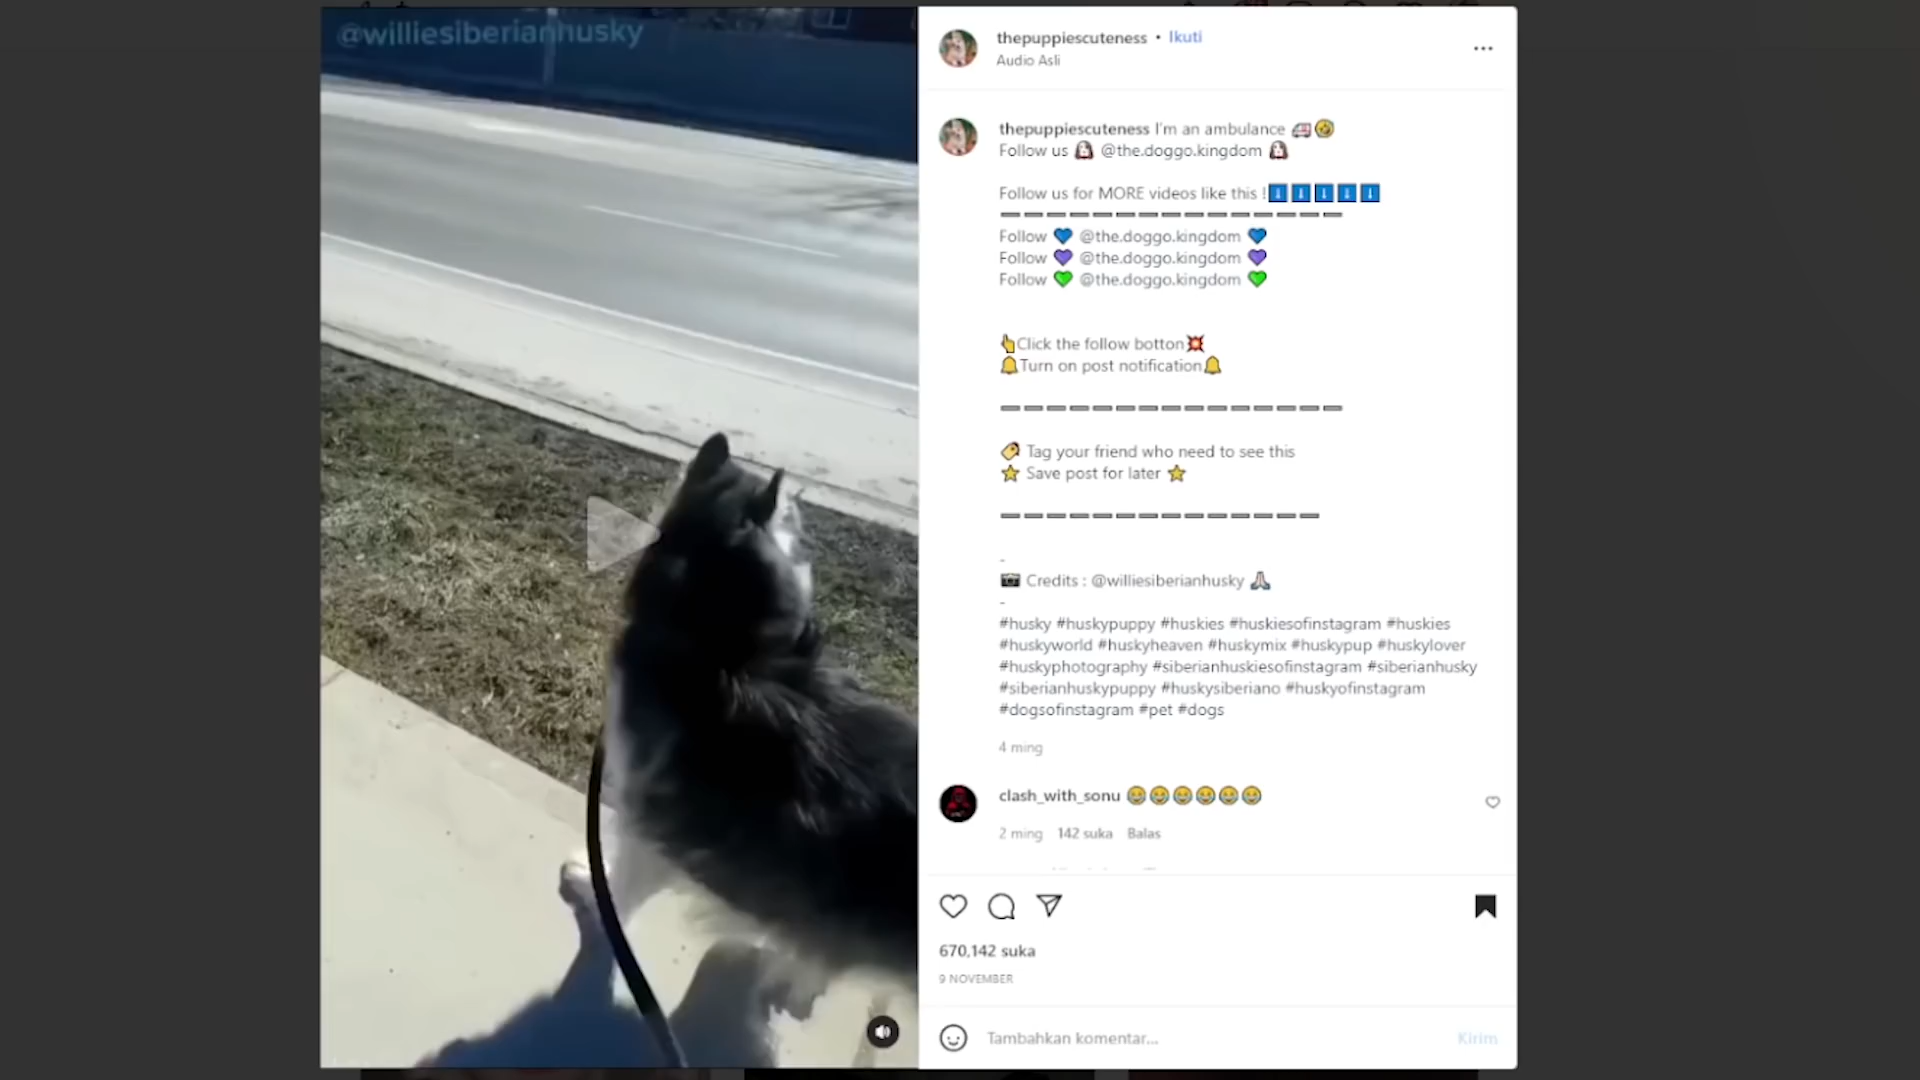 @williesiberianhusky
thepuppiescuteness • Ikuti
Audio Asli
thepuppiescuteness I'm an ambulance 🚑🤣
Follow us 🐶 @the.doggo.kingdom 🐶
Follow us for MORE videos like this !⬇️⬇️⬇️⬇️⬇️
➖➖➖➖➖➖➖➖➖➖➖➖➖➖➖
Follow 💙 @the.doggo.kingdom 💙
Follow 💜 @the.doggo.kingdom 💜
Follow 💚 @the.doggo.kingdom 💚
👆Click the follow botton💥
🔔Turn on post notification🔔
➖➖➖➖➖➖➖➖➖➖➖➖➖➖➖
🏷️ Tag your friend who need to see this
⭐ Save post for later ⭐
➖➖➖➖➖➖➖➖➖➖➖➖➖➖
-
📷 Credits : @williesiberianhusky 🙏🏻
-
#husky #huskypuppy #huskies #huskiesofinstagram #huskies
#huskyworld #huskyheaven #huskymix #huskypup #huskylover
#huskyphotography #siberianhuskiesofinstagram #siberianhusky
#siberianhuskypuppy #huskysiberiano #huskyofinstagram
#dogsofinstagram #pet #dogs
4 ming
clash_with_sonu 😂😂😂😂😂😂
2 ming 142 suka Balas
670,142 suka
9 NOVEMBER
Tambahkan komentar...
Kirim